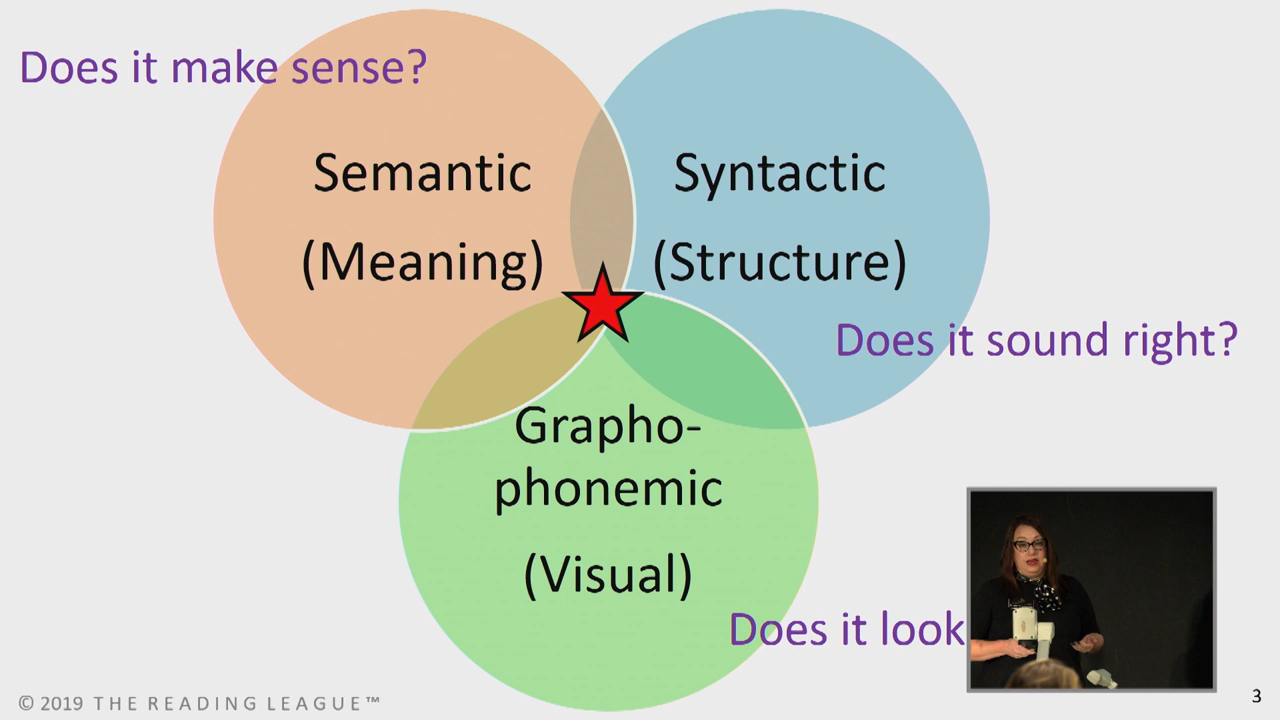 Does it make sense?
Semantic
(Meaning)
Syntactic
(Structure)
Does it sound right?
Grapho-
phonemic
(Visual)
Does it look
© 2019 THE READING LEAGUE™
3